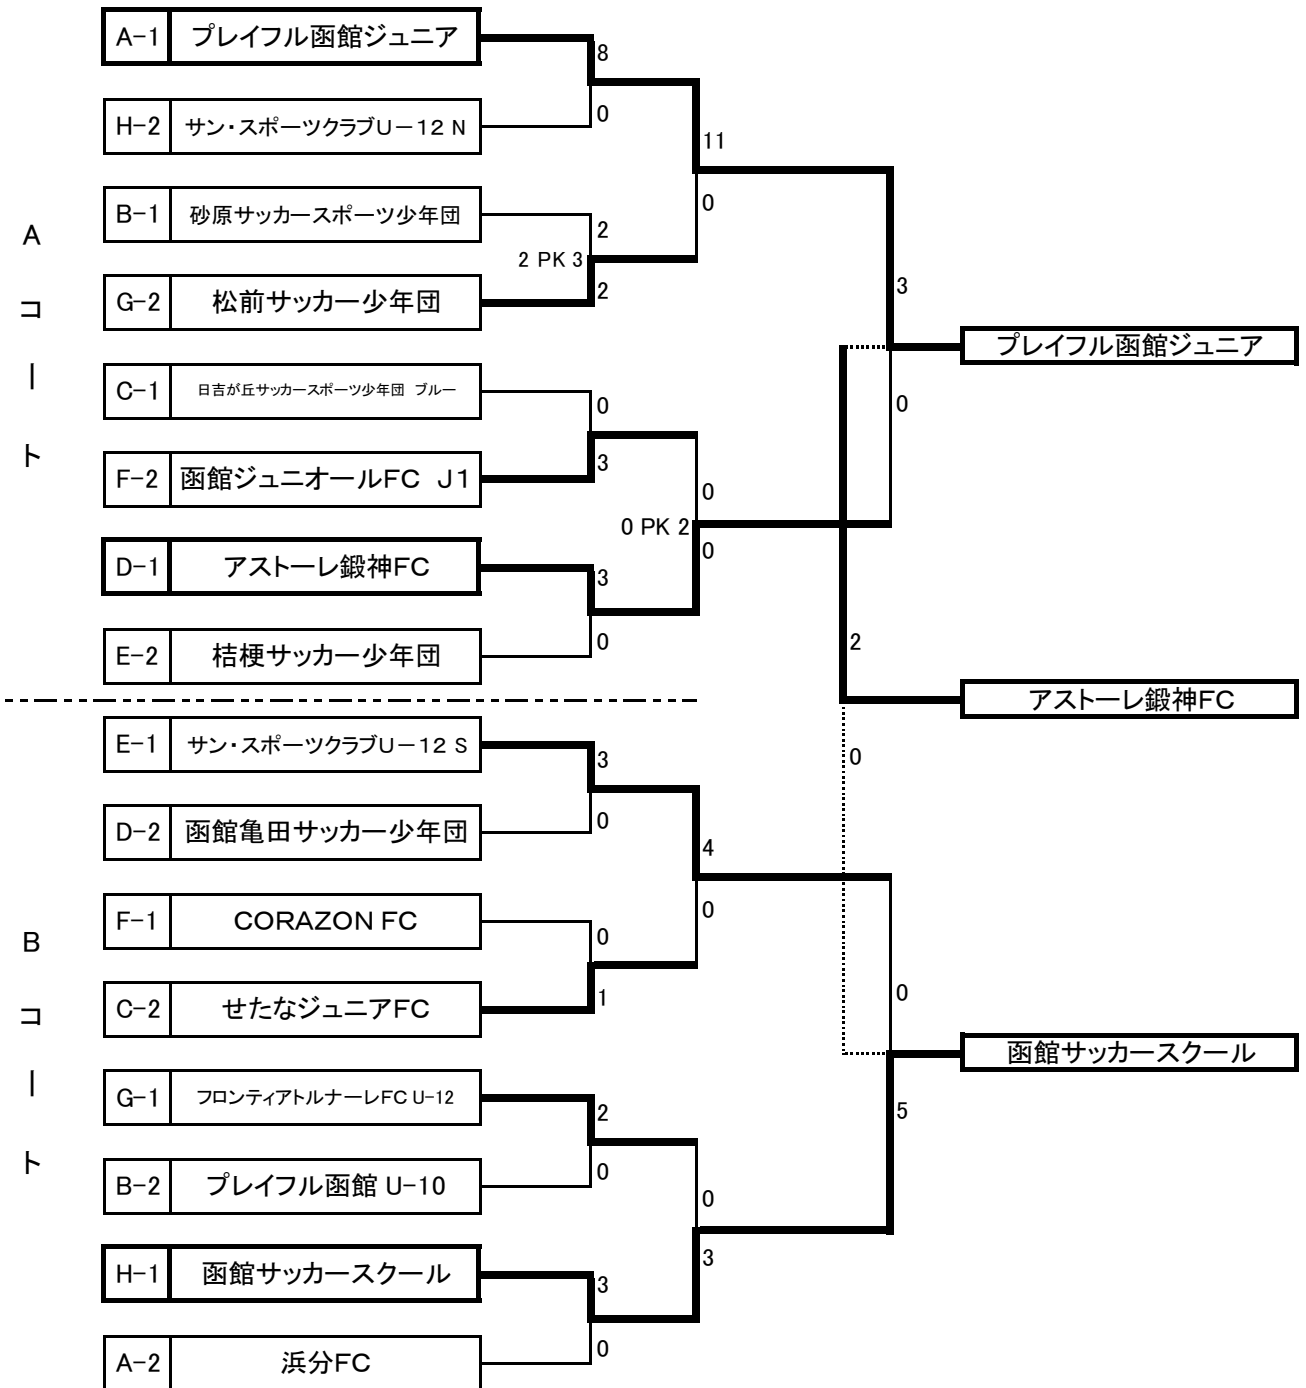 A-1 プレイフル函館ジュニア
8
0
H-2 サン・スポーツクラブU－12 N
11
0
B-1 砂原サッカースポーツ少年団
2
2 PK 3
2
G-2 松前サッカー少年団
Aコート
3
プレイフル函館ジュニア
0
C-1 日吉が丘サッカースポーツ少年団 ブルー
0
3
F-2 函館ジュニオールFC J1
0
0 PK 2
0
D-1 アストーレ鍛神FC
3
0
E-2 桔梗サッカー少年団
2
アストーレ鍛神FC
0
E-1 サン・スポーツクラブU－12 S
3
0
D-2 函館亀田サッカー少年団
4
0
F-1 CORAZON FC
0
1
C-2 せたなジュニアFC
Bコート
0
函館サッカースクール
5
G-1 フロンティアトルナーレFC U-12
2
0
B-2 プレイフル函館 U-10
0
3
H-1 函館サッカースクール
3
0
A-2 浜分FC